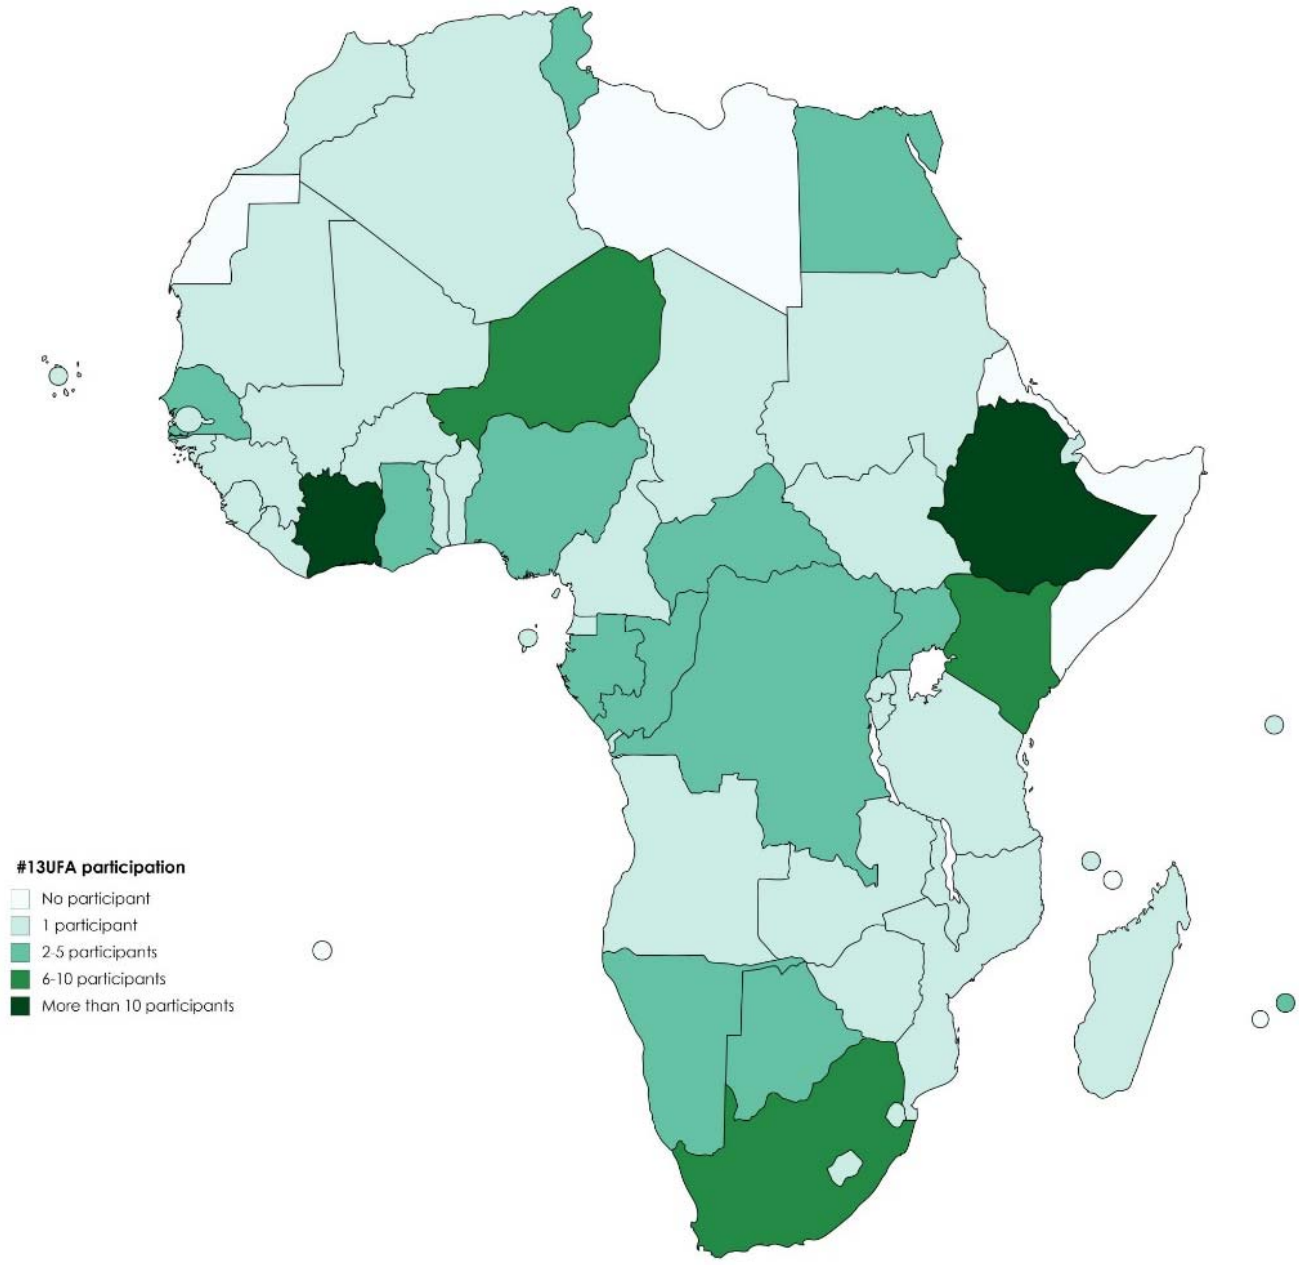 #13UFA participation
No participant
1 participant
2-5 participants
6-10 participants
More than 10 participants